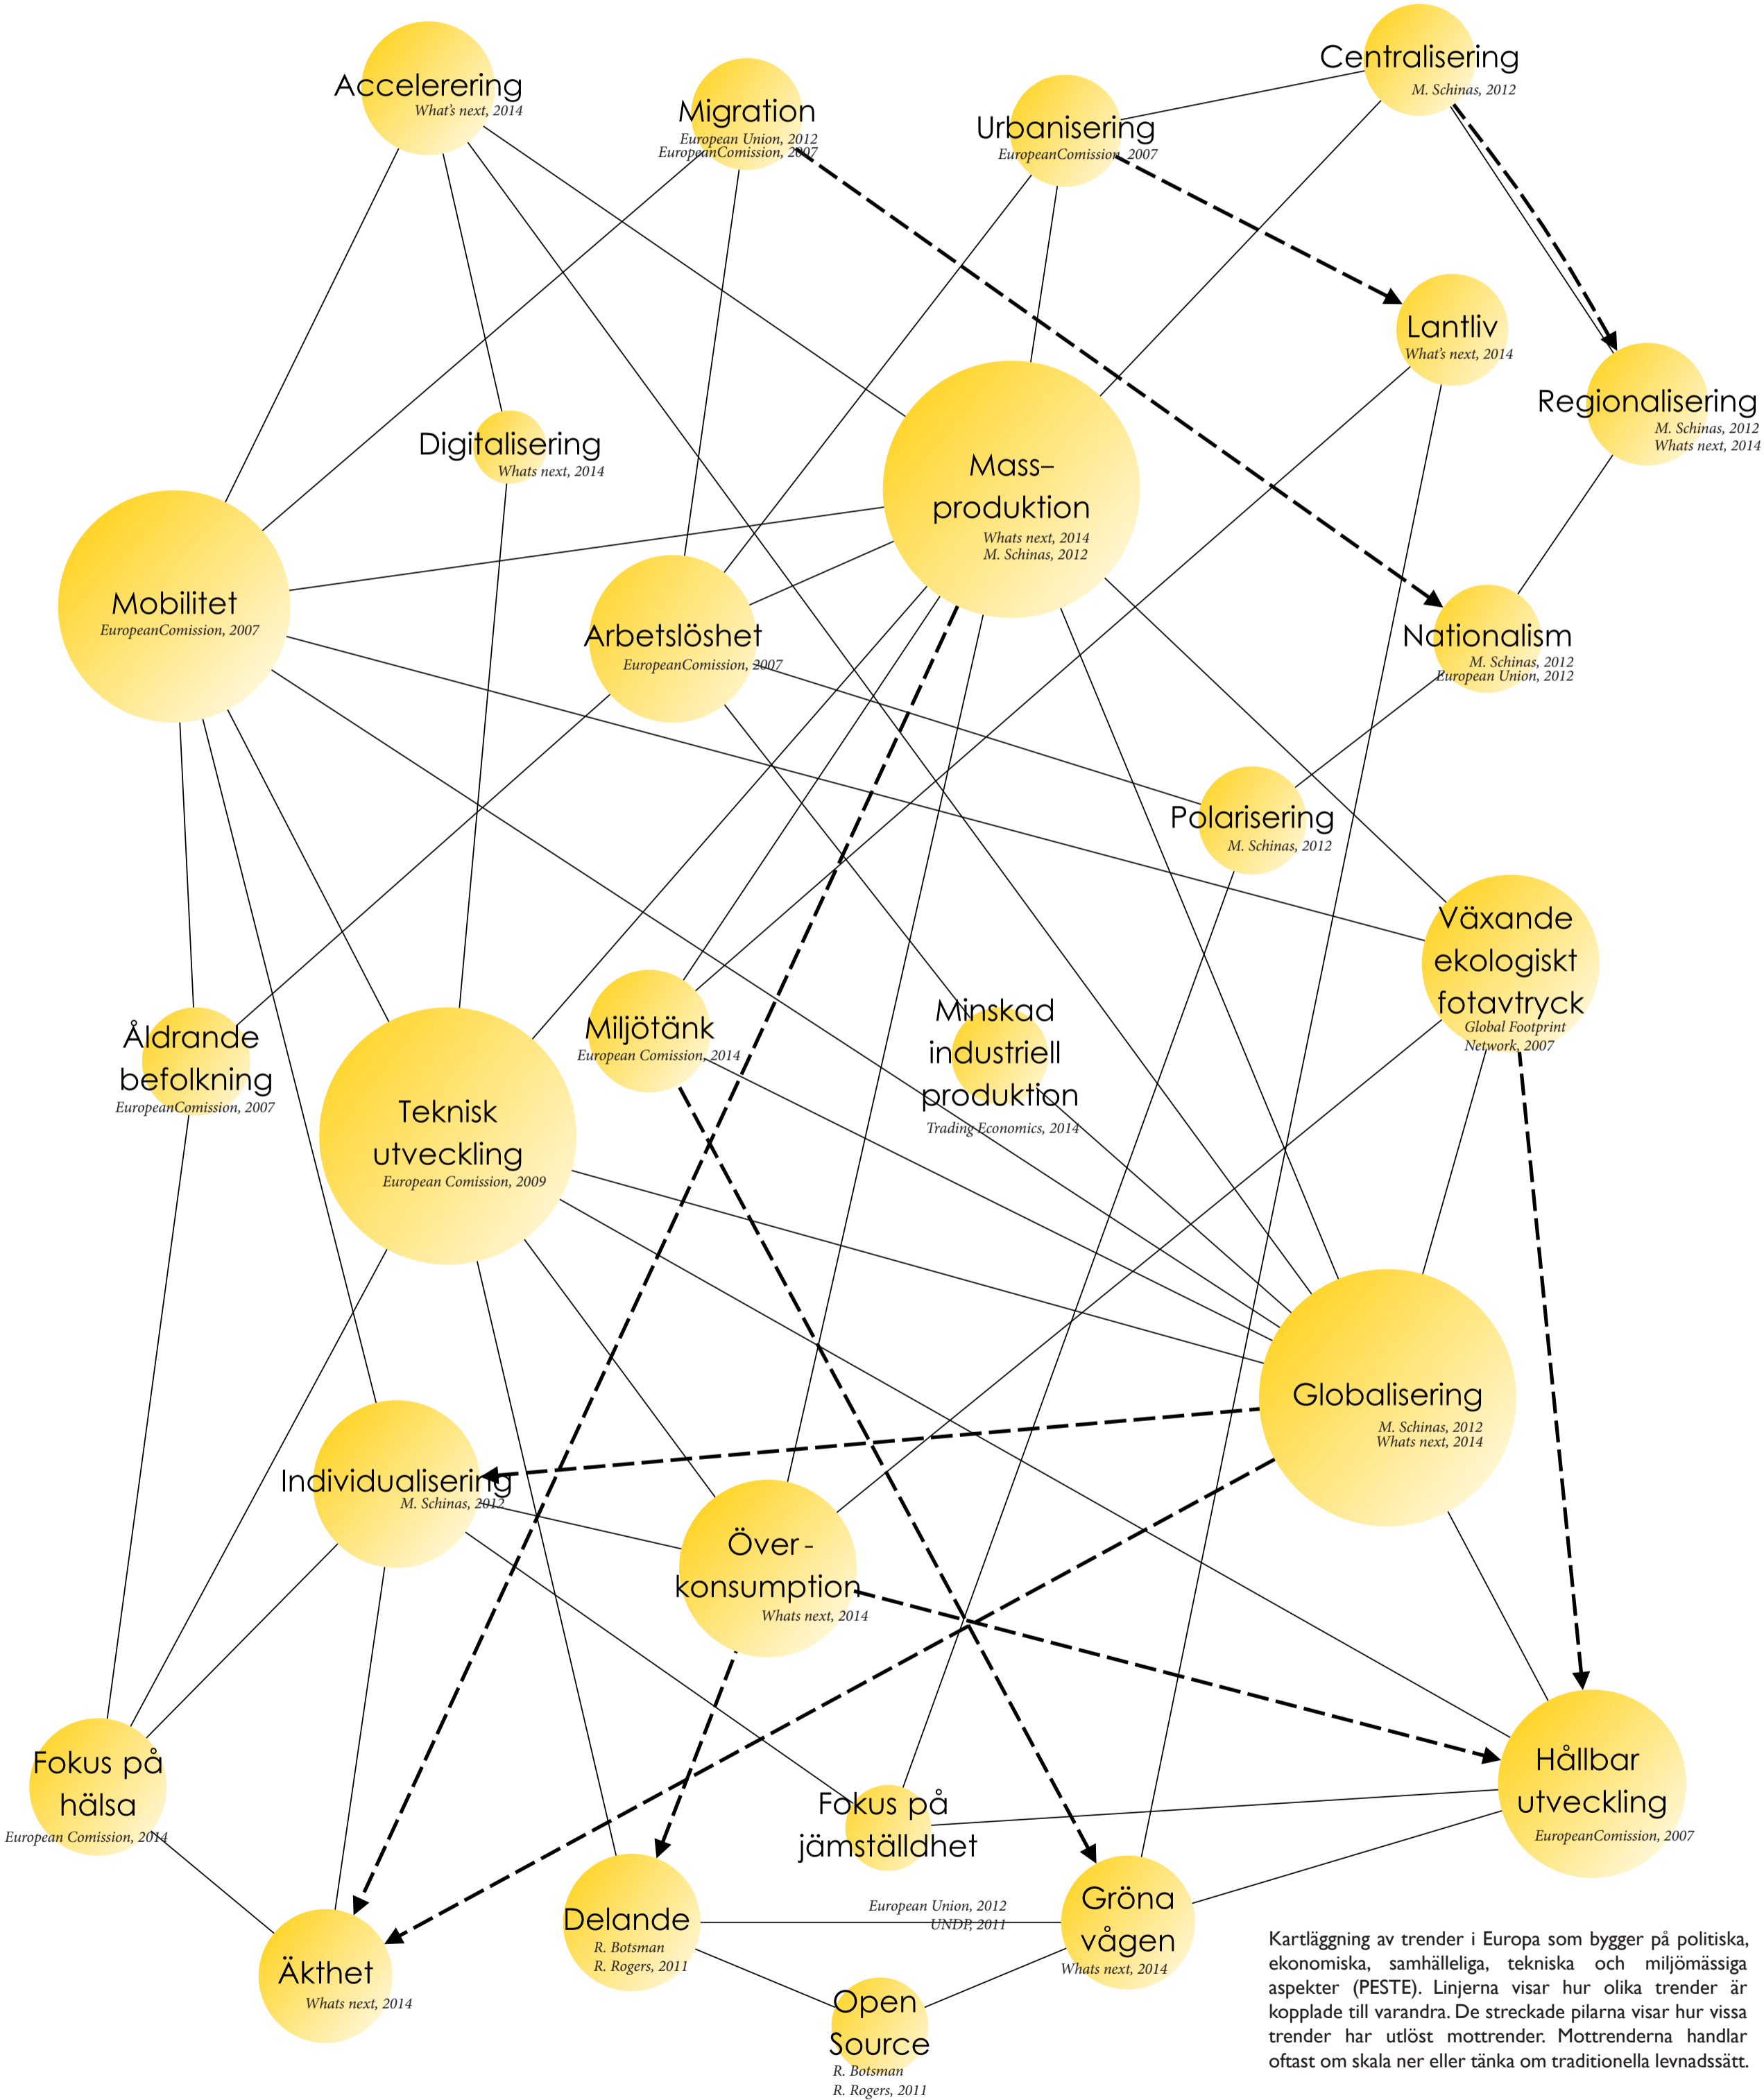 Accelerering
What's next, 2014
Migration
European Union, 2012
EuropeanComission, 2007
Urbanisering
EuropeanComission, 2007
Centralisering
M. Schinas, 2012
Lantliv
What's next, 2014
Regionalisering
M. Schinas, 2012
Whats next, 2014
Digitalisering
Whats next, 2014
Mass–
produktion
Whats next, 2014
M. Schinas, 2012
Mobilitet
EuropeanComission, 2007
Arbetslöshet
EuropeanComission, 2007
Nationalism
M. Schinas, 2012
European Union, 2012
Polarisering
M. Schinas, 2012
Växande
ekologiskt
fotavtryck
Global Footprint
Network, 2007
Åldrande
befolkning
EuropeanComission, 2007
Teknisk
utveckling
European Comission, 2009
Miljötänk
European Comission, 2014
Minskad
industriell
produktion
Trading Economics, 2014
Globalisering
M. Schinas, 2012
Whats next, 2014
Individualisering
M. Schinas, 2012
Över-
konsumption
Whats next, 2014
Fokus på
hälsa
European Comission, 2014
Fokus på
jämställdhet
European Union, 2012
UNDP, 2011
Hållbar
utveckling
EuropeanComission, 2007
Äkthet
Whats next, 2014
Delande
R. Botsman
R. Rogers, 2011
Gröna
vågen
Whats next, 2014
Open
Source
R. Botsman
R. Rogers, 2011
Kartläggning av trender i Europa som bygger på politiska,
ekonomiska, samhälleliga, tekniska och miljömässiga
aspekter (PESTE). Linjerna visar hur olika trender är
kopplade till varandra. De streckade pilarna visar hur vissa
trender har utlöst mottrender. Mottrenderna handlar
oftast om skala ner eller tänka om traditionella levnadssätt.